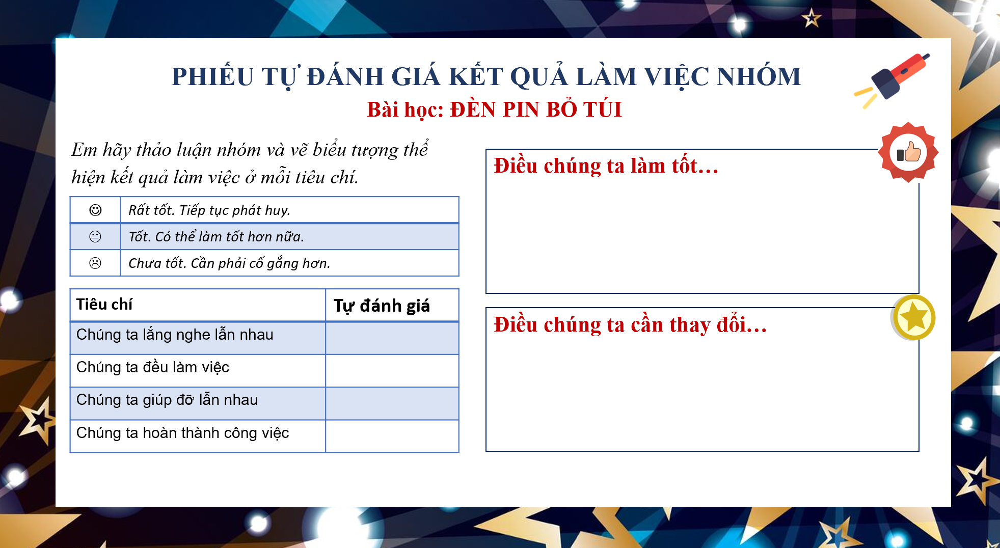 PHIẾU TỰ ĐÁNH GIÁ KẾT QUẢ LÀM VIỆC NHÓM
Bài học: ĐÈN PIN BỎ TÚI
Em hãy thảo luận nhóm và vẽ biểu tượng thể
hiện kết quả làm việc ở mỗi tiêu chí.
Rất tốt. Tiếp tục phát huy.
Tốt. Có thể làm tốt hơn nữa.
Chưa tốt. Cần phải cố gắng hơn.
Tiêu chí Tự đánh giá
Chúng ta lắng nghe lẫn nhau
Chúng ta đều làm việc
Chúng ta giúp đỡ lẫn nhau
Chúng ta hoàn thành công việc
Điều chúng ta làm tốt…
Điều chúng ta cần thay đổi…